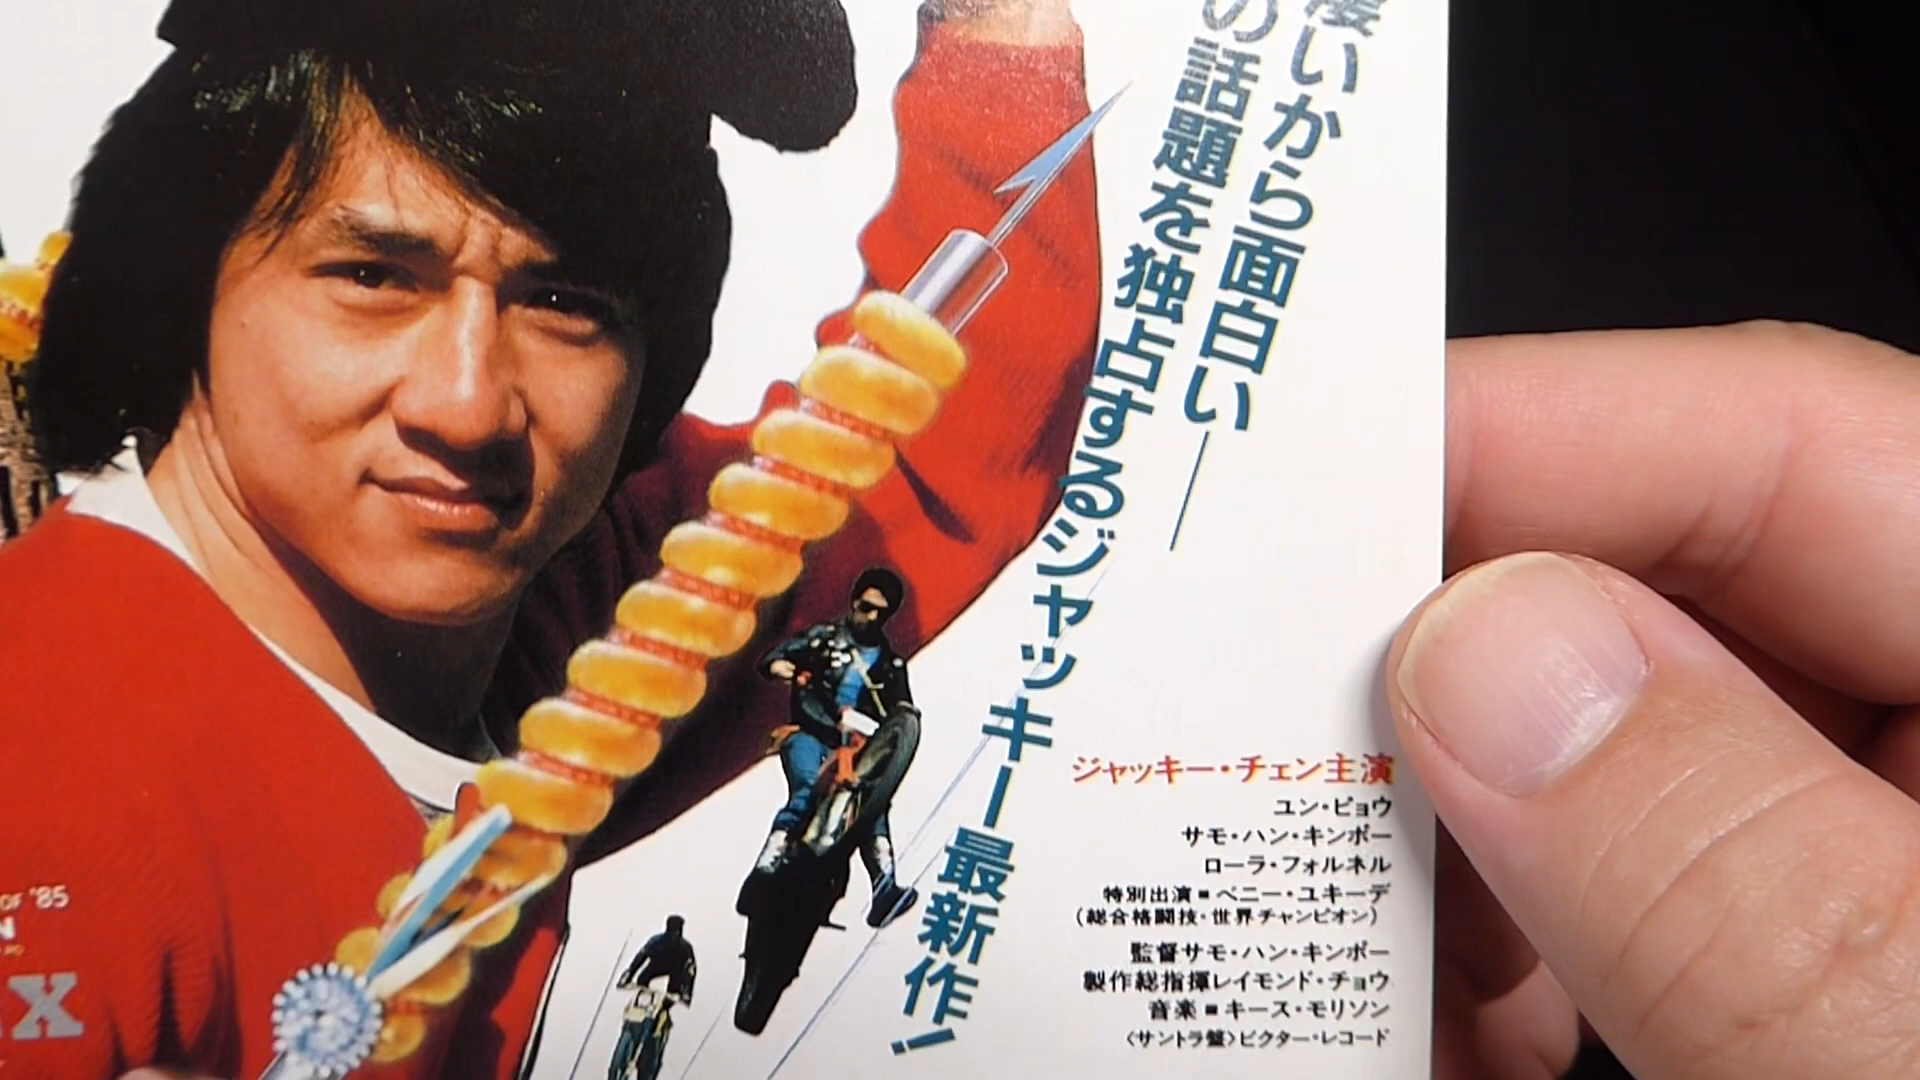 凄いから面白い――
の話題を独占するジャッキー最新作!
ジャッキー・チェン主演
ユン・ピョウ
サモ・ハン・キンポー
ローラ・フォルネル
特別出演=ベニー・ユキーデ
(総合格闘技・世界チャンピオン)
監督サモ・ハン・キンポー
製作総指揮レイモンド・チョウ
音楽=キース・モリソン
〈サントラ盤〉ビクター・レコード
OF '85
N
X